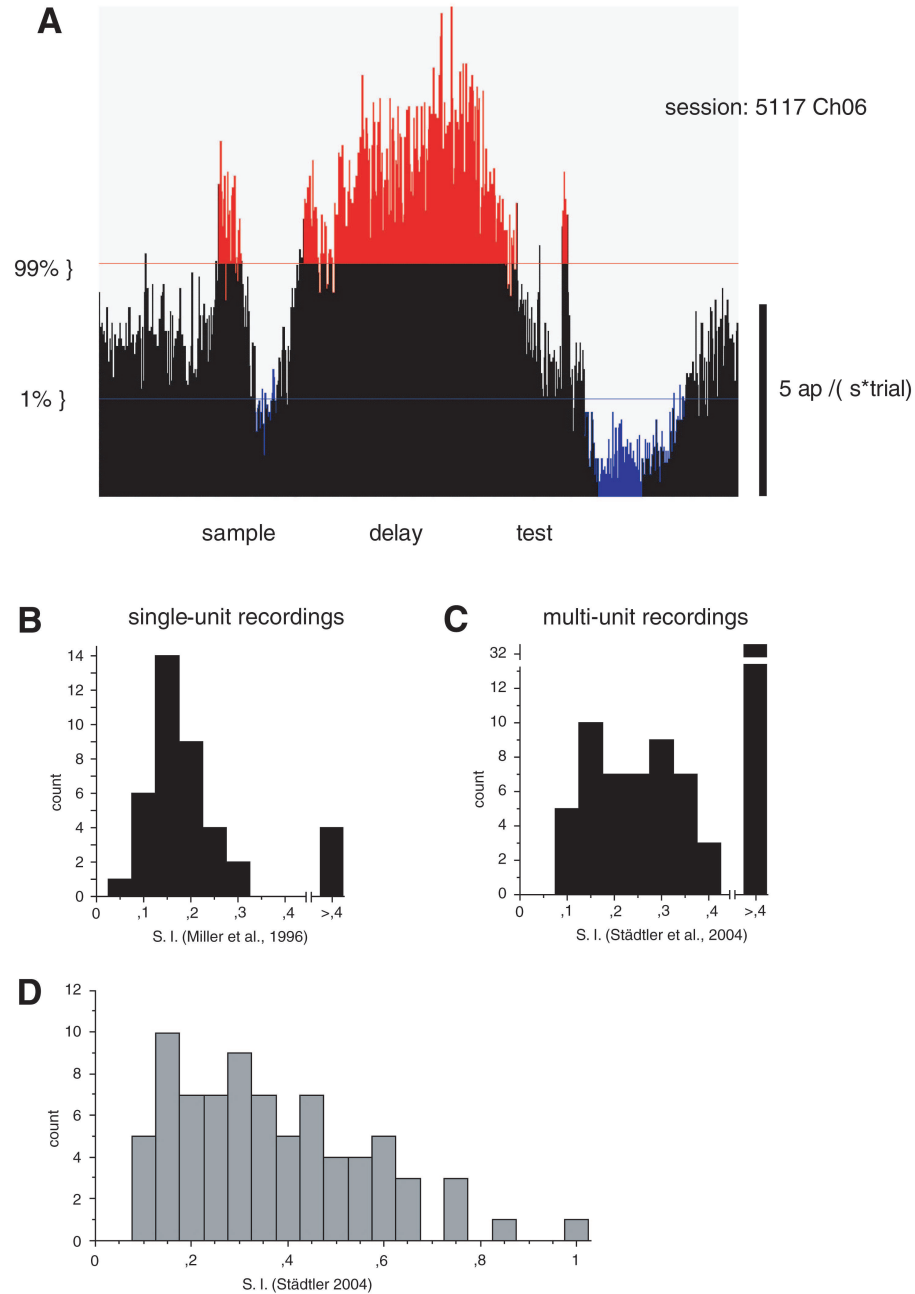 A
session: 5117 Ch06
99% }
1% }
5 ap /( s*trial)
sample delay test
B single-unit recordings
14
12
10
8
6
4
2
0
count
0 ,1 ,2 ,3 ,4 >,4
S. I. (Miller et al., 1996)
C multi-unit recordings
32
12
10
8
6
4
2
0
count
0 ,1 ,2 ,3 ,4 >,4
S. I. (Städtler et al., 2004)
D
12
10
8
6
4
2
0
count
0 ,2 ,4 ,6 ,8 1
S. I. (Städtler 2004)